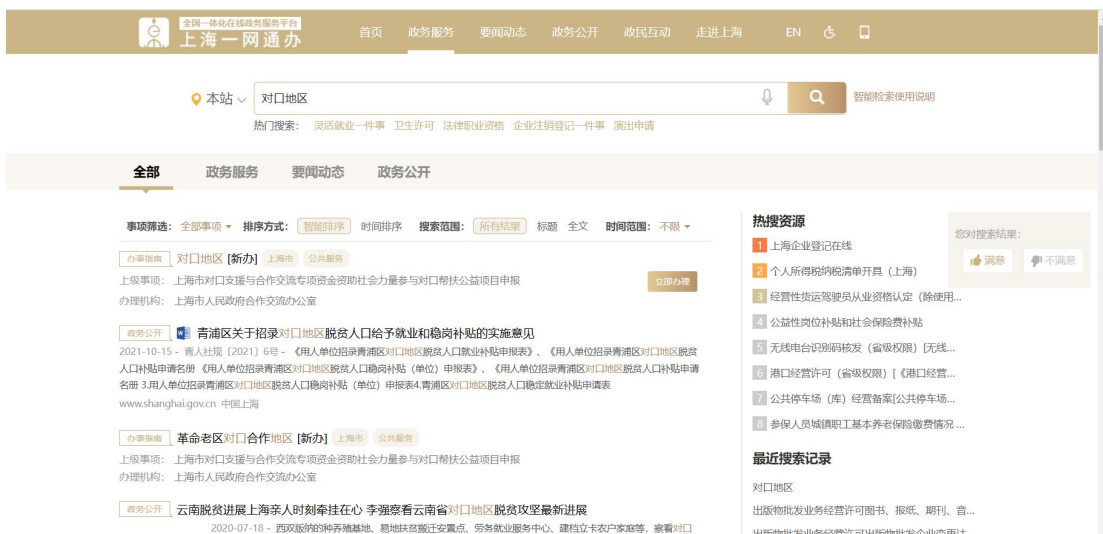 全国一体化在线政务服务平台
上海一网通办
首页 政务服务 要闻动态 政务公开 政民互动 走进上海 EN
本站 对口地区 智能检索使用说明
热门搜索： 灵活就业一件事 卫生许可 法律职业资格 企业注销登记一件事 演出申请
全部 政务服务 要闻动态 政务公开
事项筛选： 全部事项 排序方式： 智能排序 时间排序 搜索范围： 所有结果 标题 全文 时间范围： 不限
办事指南 对口地区 [新办] 上海市 公共服务
上级事项： 上海市对口支援与合作交流专项资金资助社会力量参与对口帮扶公益项目申报
立即办理
办理机构： 上海市人民政府合作交流办公室
政务公开 青浦区关于招录对口地区脱贫人口给予就业和稳岗补贴的实施意见
2021-10-15 - 青人社规〔2021〕6号 - 《用人单位招录青浦区对口地区脱贫人口就业补贴申报表》、《用人单位招录青浦区对口地区脱贫
人口补贴申请名册 《用人单位招录青浦区对口地区脱贫人口稳岗补贴（单位）申报表》、《用人单位招录青浦区对口地区脱贫人口补贴申请
名册 3.用人单位招录青浦区对口地区脱贫人口稳岗补贴（单位）申报表4.青浦区对口地区脱贫人口稳定就业补贴申请表
www.shanghai.gov.cn 中国上海
办事指南 革命老区对口合作地区 [新办] 上海市 公共服务
上级事项： 上海市对口支援与合作交流专项资金资助社会力量参与对口帮扶公益项目申报
办理机构： 上海市人民政府合作交流办公室
政务公开 云南脱贫进展上海亲人时刻牵挂在心 李强察看云南省对口地区脱贫攻坚最新进展
2020-07-18 - 西双版纳的种养殖基地、易地扶贫搬迁安置点、劳务就业服务中心、建档立卡农户家庭等，察看对口
热搜资源
1 上海企业登记在线
2 个人所得税纳税清单开具（上海）
3 经营性货运驾驶员从业资格认定（除使用...
4 公益性岗位补贴和社会保险费补贴
5 无线电台识别码核发（省级权限）[无线...
6 港口经营许可（省级权限）[《港口经营...
7 公共停车场（库）经营备案[公共停车场...
8 参保人员城镇职工基本养老保险缴费情况 ...
最近搜索记录
对口地区
出版物批发业务经营许可图书、报纸、期刊、音...
出版物批发业务经营许可出版物批发企业变更法
您对搜索结果：
满意 不满意